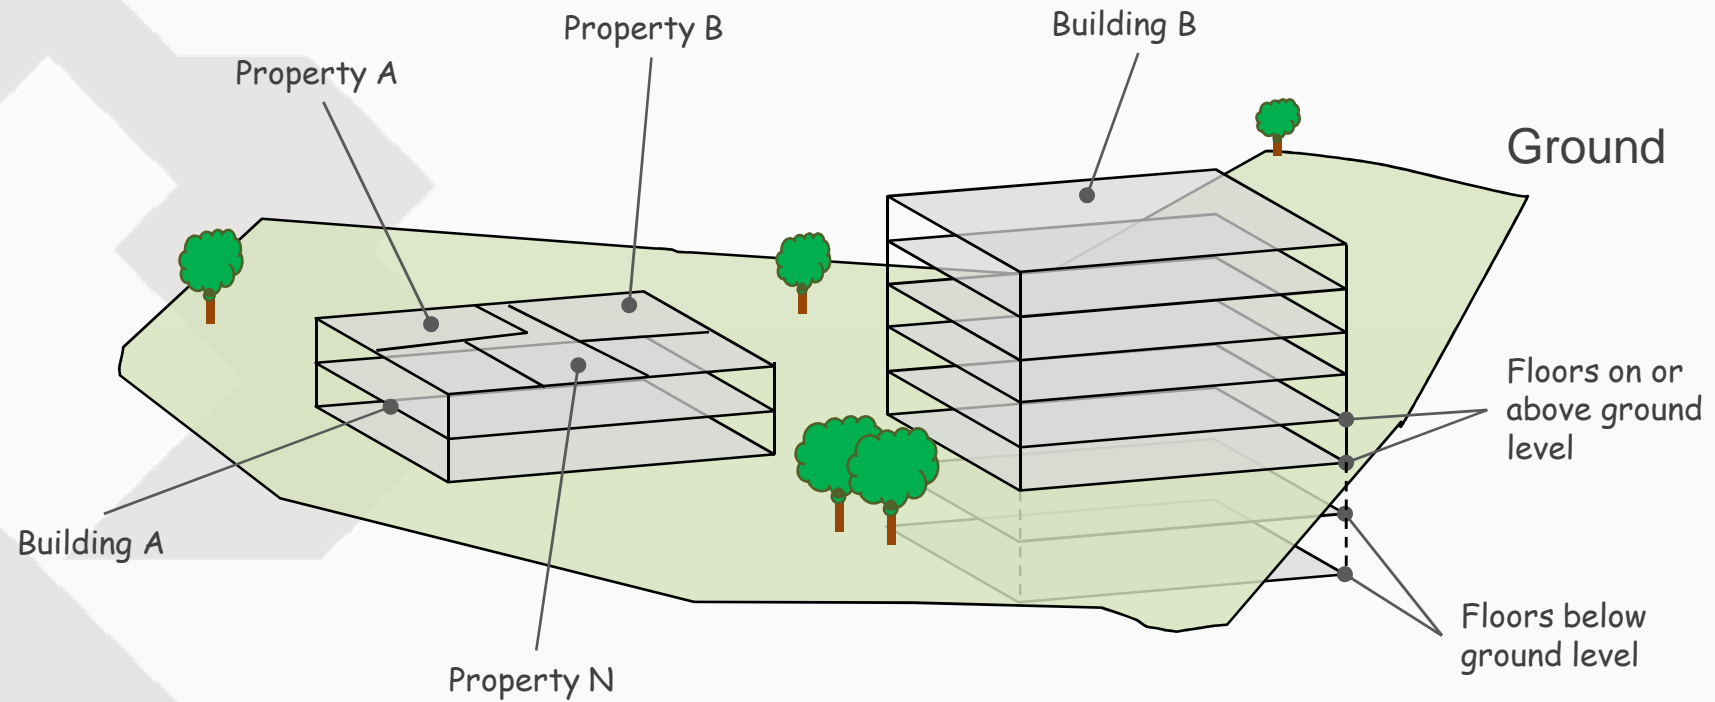 Property B
Building B
Property A
Ground
Floors on or
above ground
level
Building A
Floors below
ground level
Property N